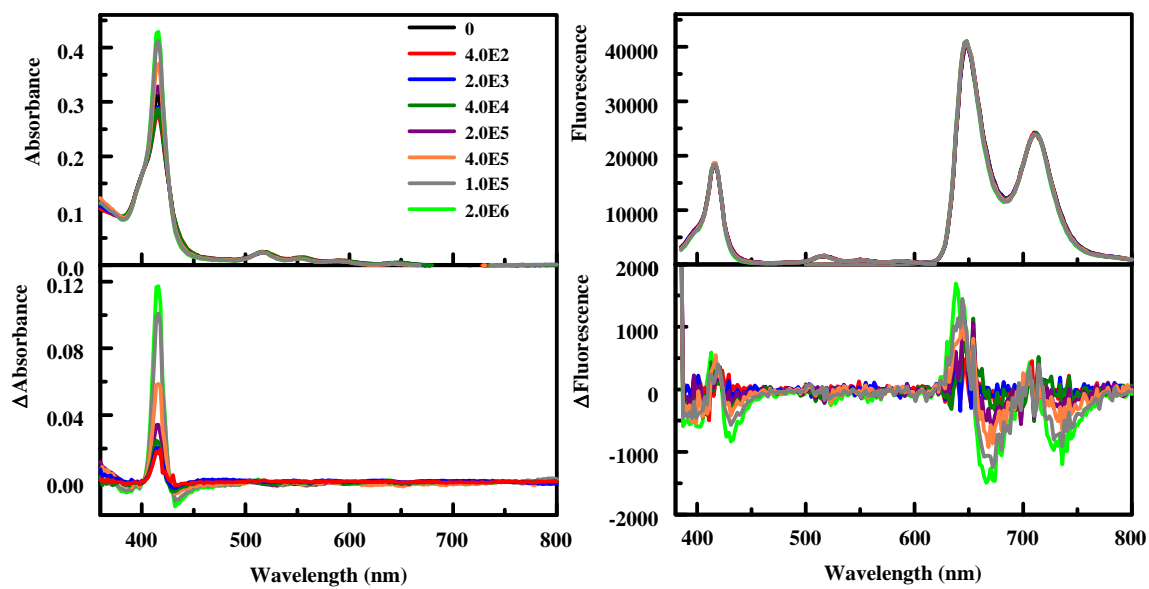 0.4
0.3
0.2
0.1
0.0
Absorbance
0
4.0E2
2.0E3
4.0E4
2.0E5
4.0E5
1.0E5
2.0E6
0.12
0.08
0.04
0.00
ΔAbsorbance
400 500 600 700 800
Wavelength (nm)
40000
30000
20000
10000
Fluorescence
2000
1000
0
-1000
-2000
ΔFluorescence
400 500 600 700 800
Wavelength (nm)